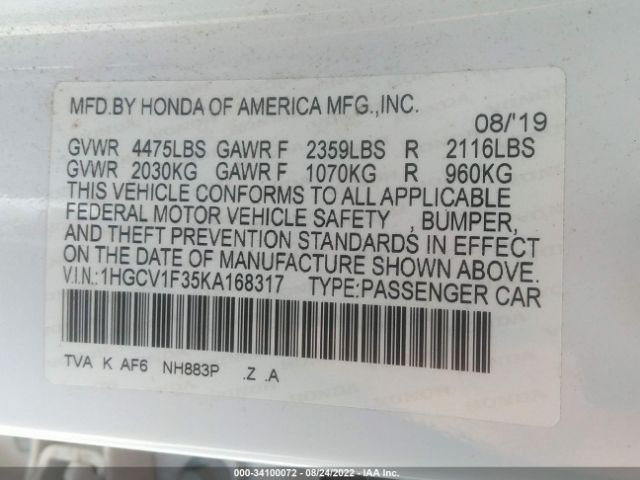 MFD.BY HONDA OF AMERICA MFG.,INC.
08/'19
GVWR 4475LBS GAWR F 2359LBS R 2116LBS
GVWR 2030KG GAWR F 1070KG R 960KG
THIS VEHICLE CONFORMS TO ALL APPLICABLE
FEDERAL MOTOR VEHICLE SAFETY , BUMPER,
AND THEFT PREVENTION STANDARDS IN EFFECT
ON THE DATE OF MANUFACTURE SHOWN ABOVE.
V.I.N.:1HGCV1F35KA168317 TYPE:PASSENGER CAR
TVA K AF6 NH883P .Z .A
000-34100072 - 08/24/2022 - IAA Inc.